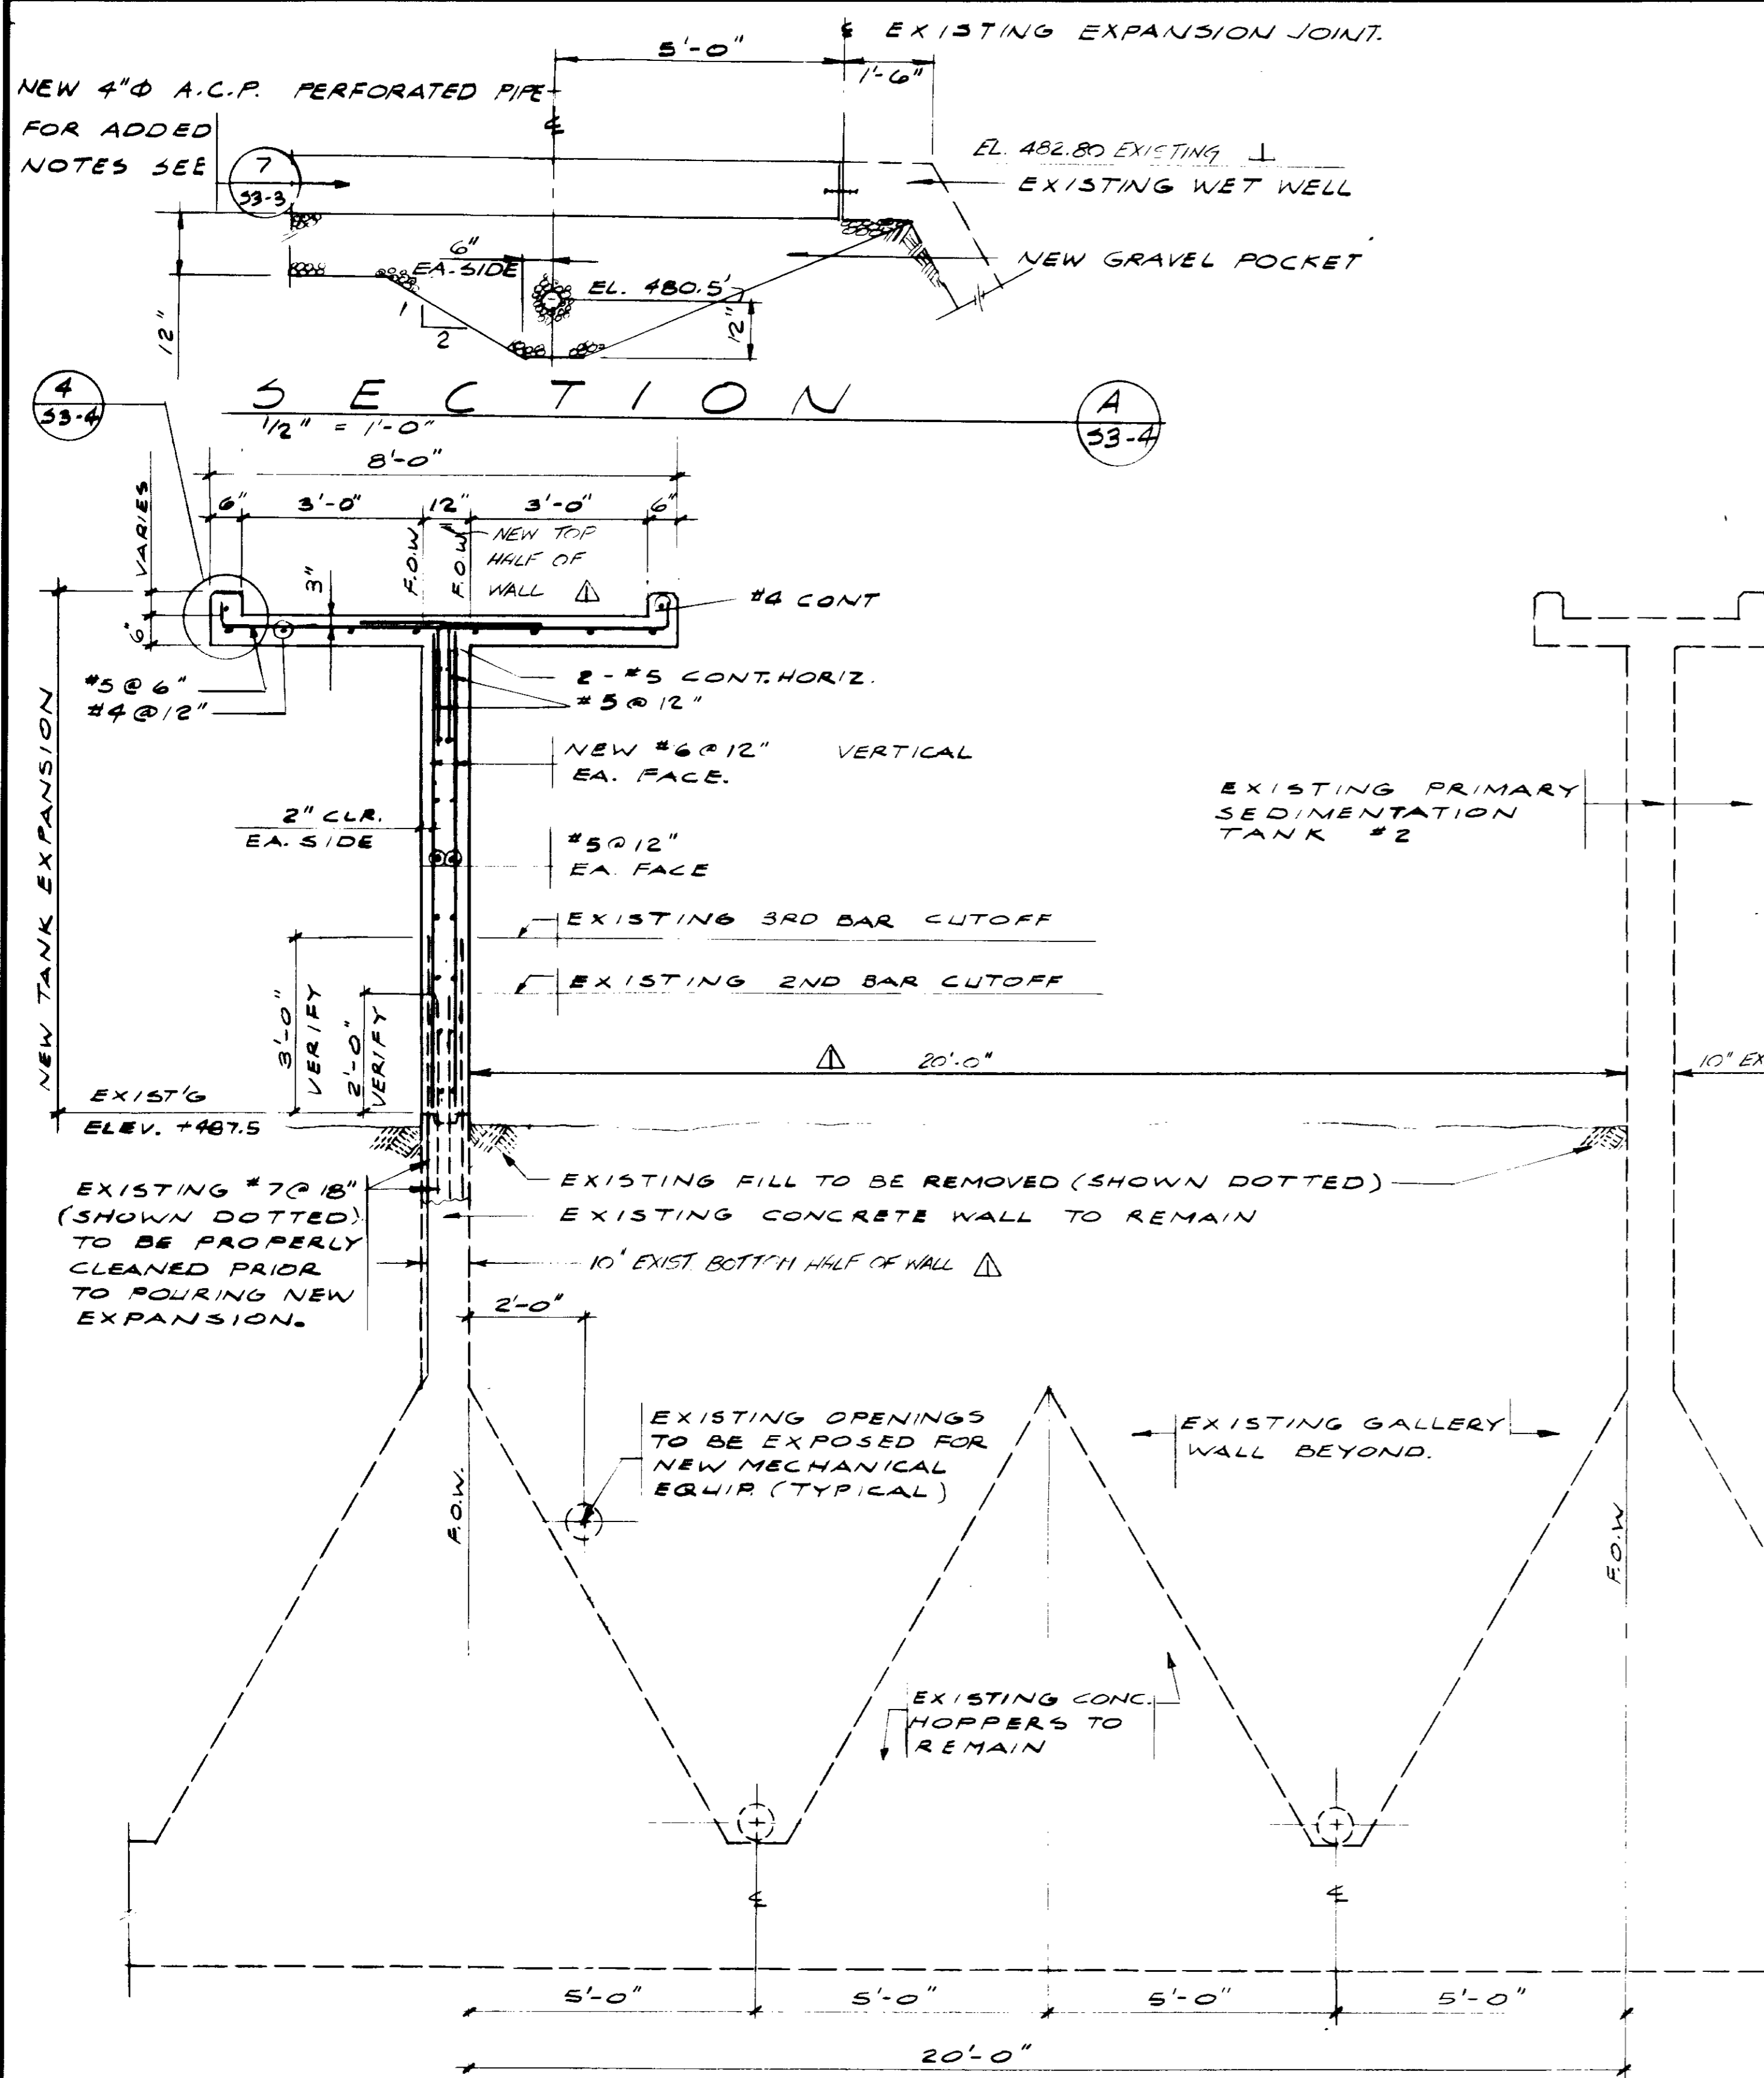 ℄ EXISTING EXPANSION JOINT.
5'-0"
1'-6"
NEW 4"Φ A.C.P. PERFORATED PIPE
℄
FOR ADDED
NOTES SEE
7
S3-3
EL. 482.80 EXISTING
EXISTING WET WELL
6"
EA. SIDE
NEW GRAVEL POCKET
EL. 480.5'
12"
1
2
12"
4
S3-4
SECTION
1/2" = 1'-0"
A
S3-4
8'-0"
6"
3'-0"
12"
3'-0"
6"
VARIES
F.O.W
F.O.W
NEW TOP
HALF OF
WALL 1
3"
6"
#4 CONT
#5 @ 6"
#4 @ 12"
2 - #5 CONT. HORIZ.
#5 @ 12"
NEW #6 @ 12" VERTICAL
EA. FACE.
NEW TANK EXPANSION
2" CLR.
EA. SIDE
#5 @ 12"
EA. FACE
EXISTING PRIMARY
SEDIMENTATION
TANK #2
EXISTING 3RD BAR CUTOFF
EXISTING 2ND BAR CUTOFF
3'-0"
VERIFY
2'-0"
VERIFY
1 20'-0"
10" EX
EXIST'G
ELEV. +487.5
EXISTING FILL TO BE REMOVED (SHOWN DOTTED)
EXISTING CONCRETE WALL TO REMAIN
EXISTING #7 @ 18"
(SHOWN DOTTED)
TO BE PROPERLY
CLEANED PRIOR
TO POURING NEW
EXPANSION.
10" EXIST. BOTTOM HALF OF WALL 1
2'-0"
EXISTING OPENINGS
TO BE EXPOSED FOR
NEW MECHANICAL
EQUIP. (TYPICAL)
EXISTING GALLERY
WALL BEYOND.
F.O.W.
F.O.W
EXISTING CONC.
HOPPERS TO
REMAIN
℄
℄
5'-0"
5'-0"
5'-0"
5'-0"
20'-0"